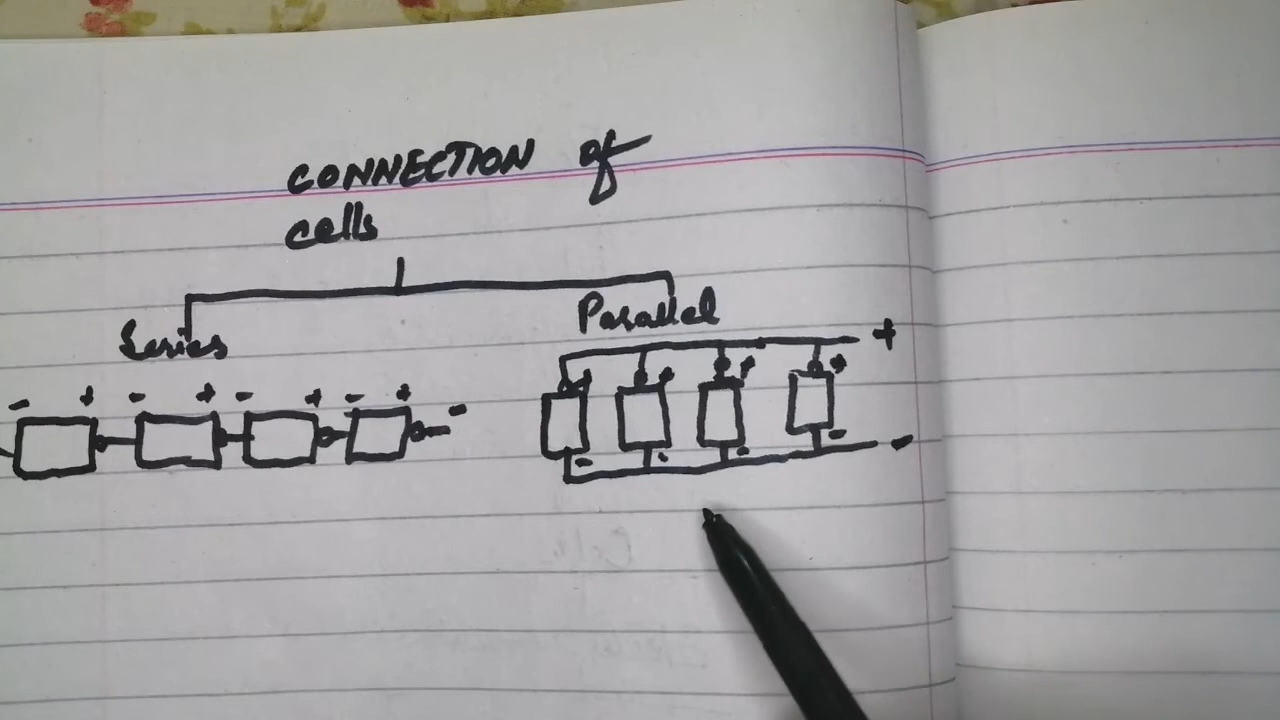 CONNECTION of
cells
Series
Parallel
+
- + - + - + - + -
+ + + +
- - - -
-